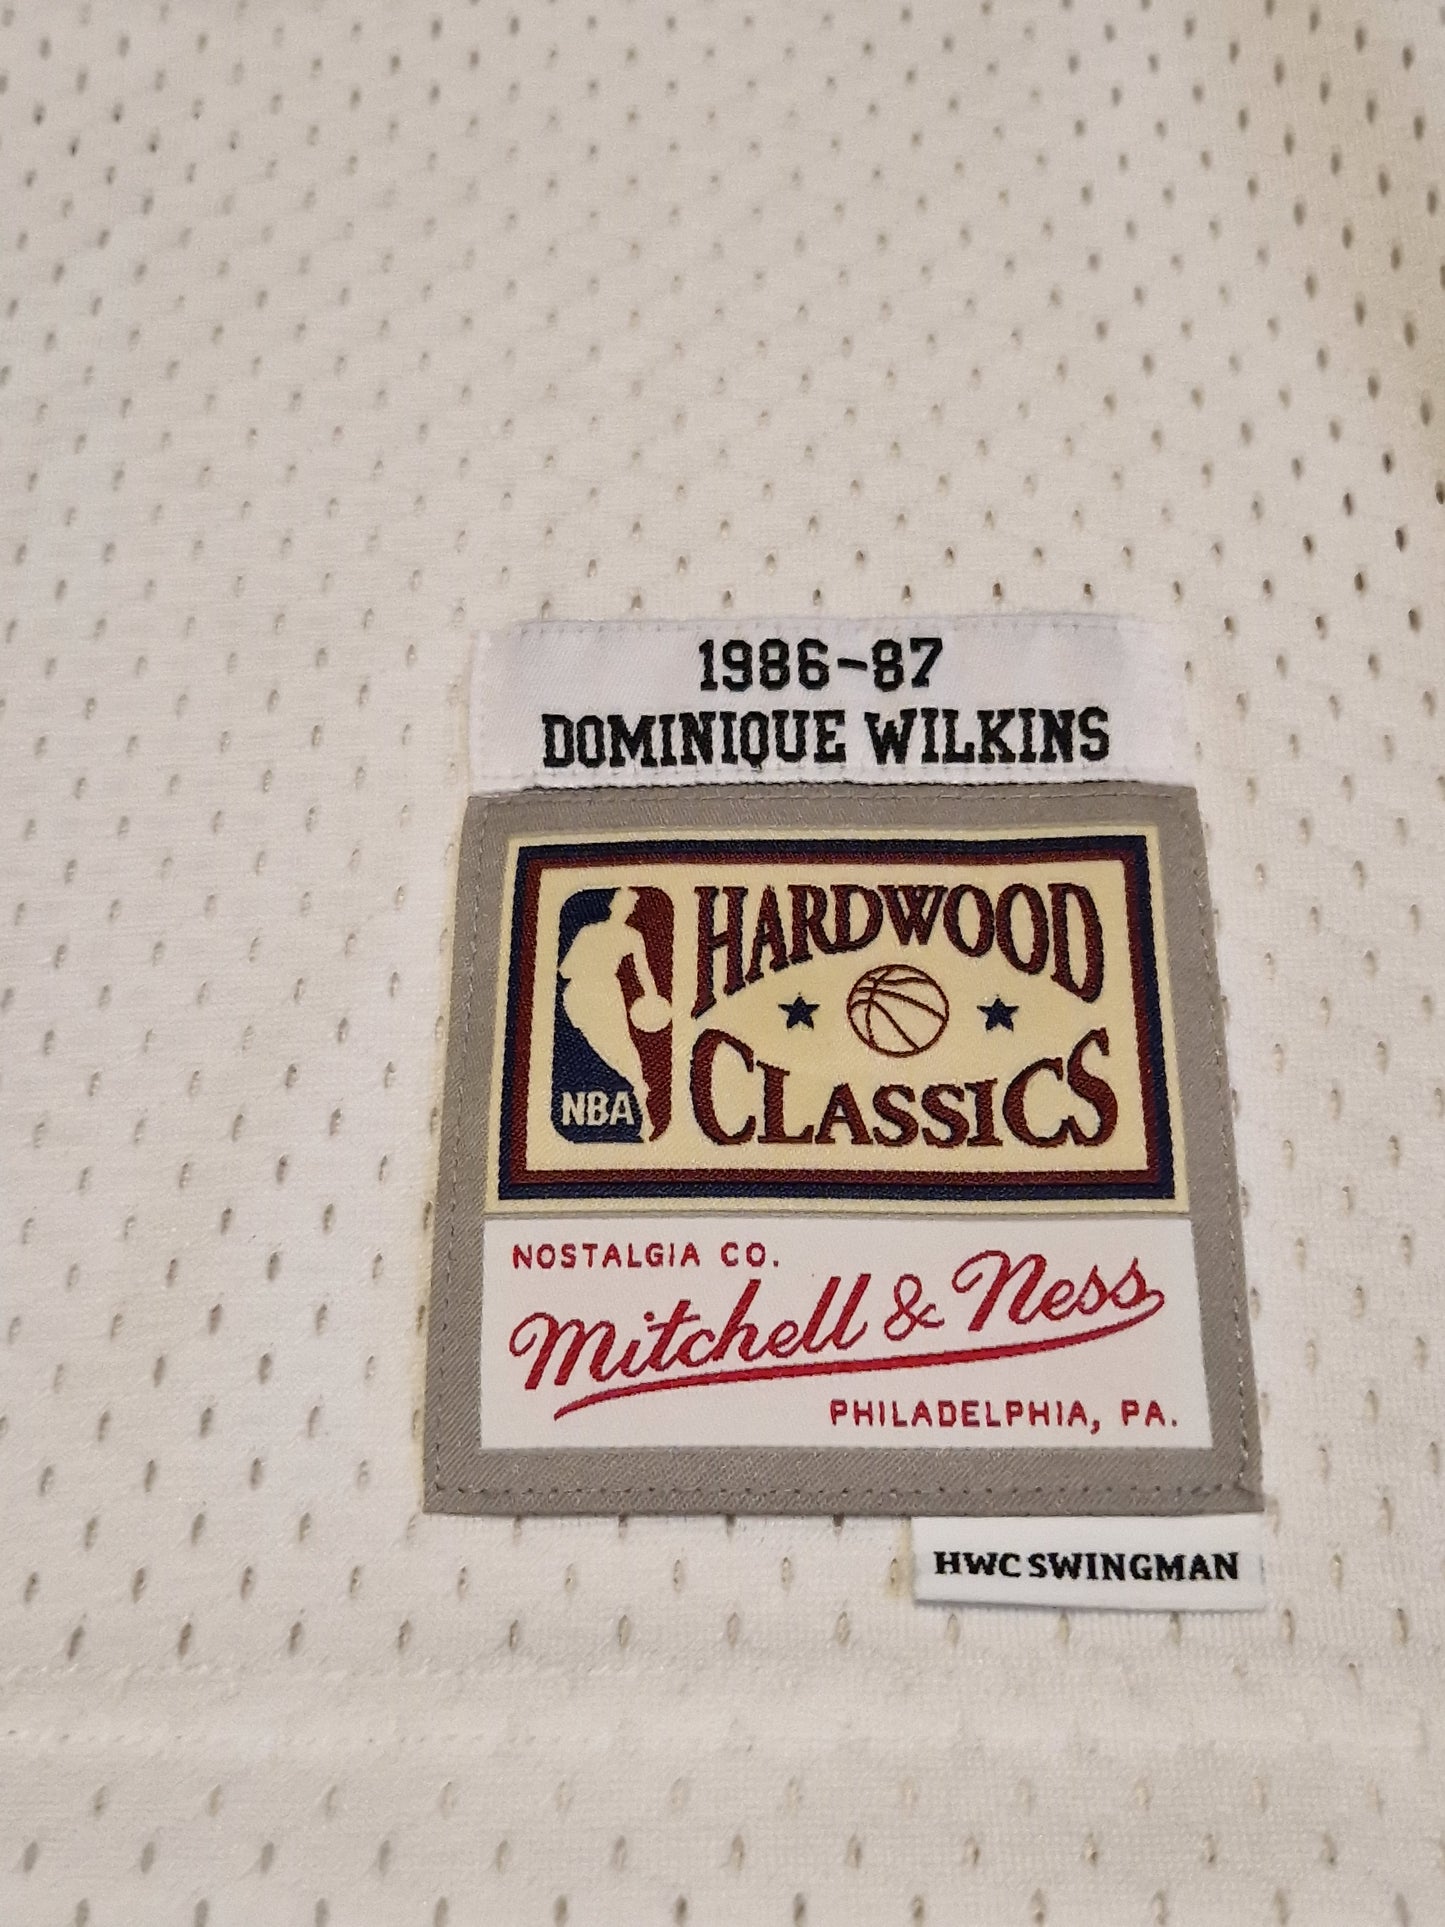 1986-87
DOMINIQUE WILKINS
HARDWOOD
CLASSICS
NBA
NOSTALGIA CO.
Mitchell & Ness
PHILADELPHIA, PA.
HWC SWINGMAN